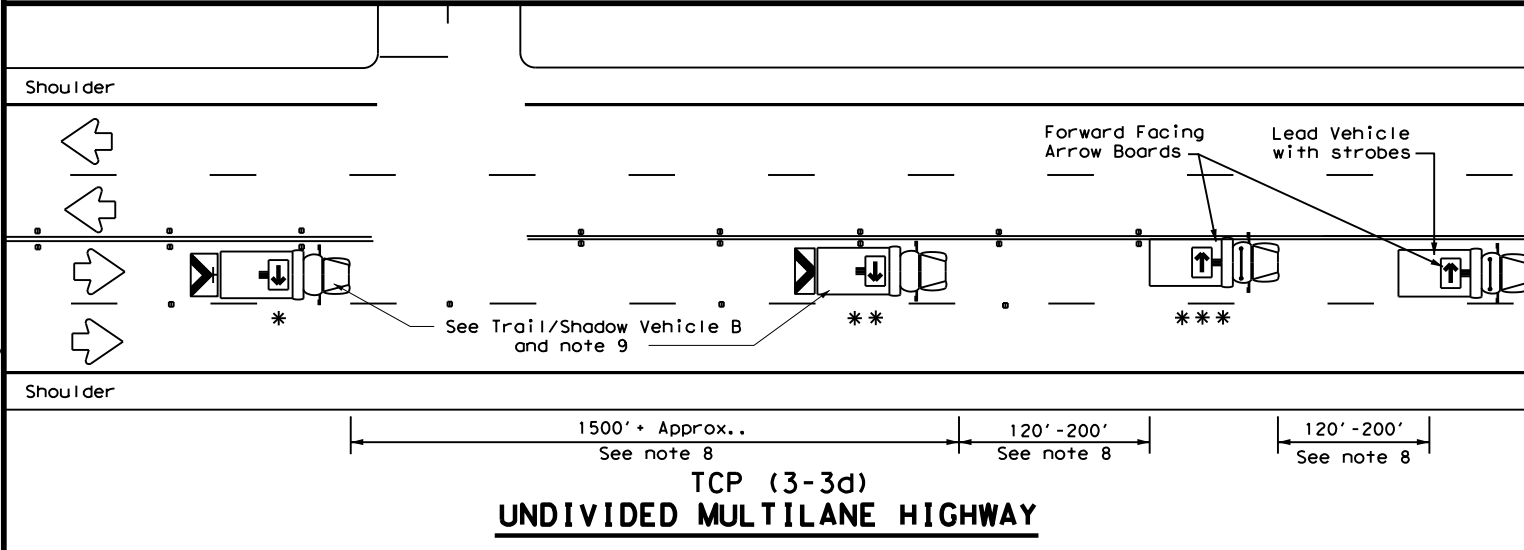 Shoulder
Forward Facing
Arrow Boards
Lead Vehicle
with strobes
*
**
***
See Trail/Shadow Vehicle B
and note 9
Shoulder
1500'+ Approx..
See note 8
120'-200'
See note 8
120'-200'
See note 8
TCP (3-3d)
UNDIVIDED MULTILANE HIGHWAY